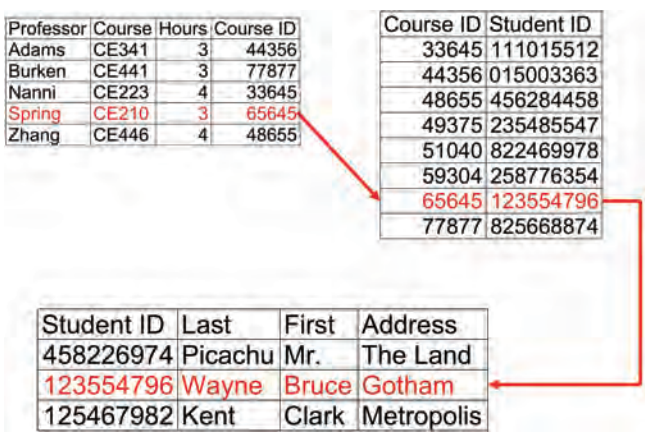 Professor Course Hours Course ID
Adams CE341 3 44356
Burken CE441 3 77877
Nanni CE223 4 33645
Spring CE210 3 65645
Zhang CE446 4 48655
Course ID Student ID
33645 111015512
44356 015003363
48655 456284458
49375 235485547
51040 822469978
59304 258776354
65645 123554796
77877 825668874
Student ID Last First Address
458226974 Picachu Mr. The Land
123554796 Wayne Bruce Gotham
125467982 Kent Clark Metropolis